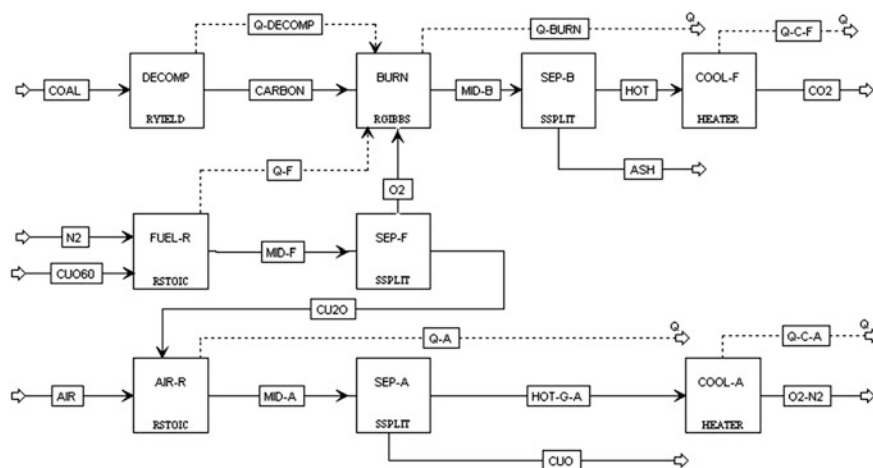 Q-DECOMP
Q-BURN
Q
Q-C-F
Q
DECOMP
RYIELD
BURN
RGIBBS
SEP-B
SSPLIT
COOL-F
HEATER
COAL
CARBON
MID-B
HOT
CO2
ASH
Q-F
O2
N2
CUO60
FUEL-R
RSTOIC
MID-F
SEP-F
SSPLIT
CU2O
Q-A
Q
Q-C-A
Q
AIR
AIR-R
RSTOIC
MID-A
SEP-A
SSPLIT
HOT-G-A
COOL-A
HEATER
O2-N2
CUO